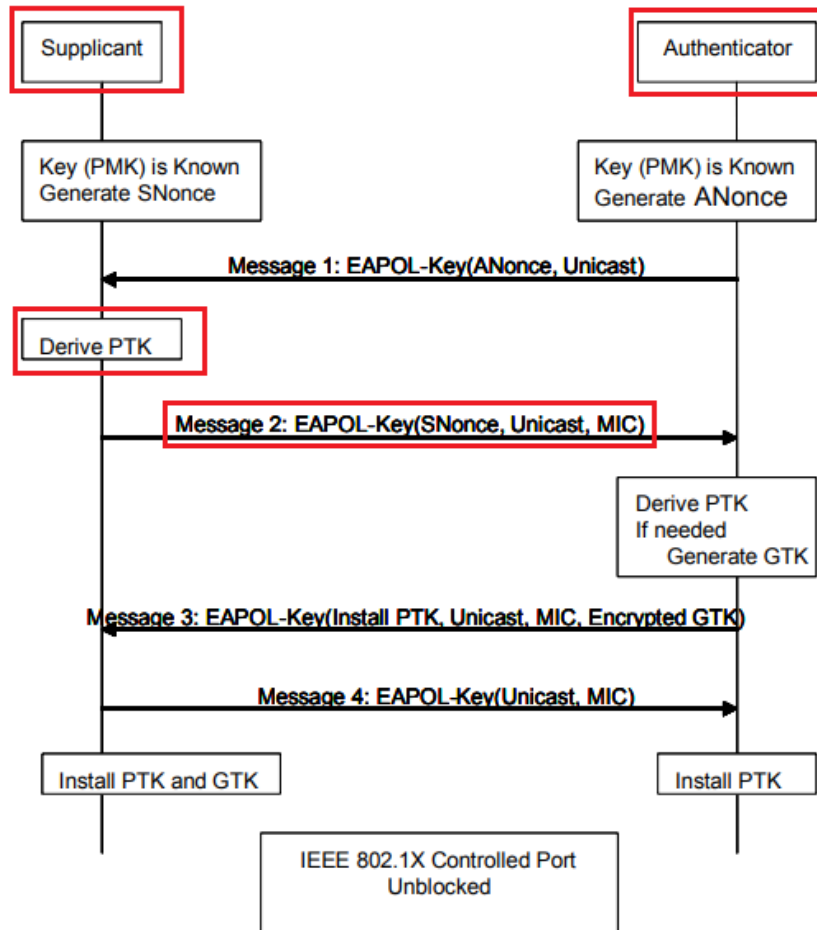 Supplicant
Authenticator
Key (PMK) is Known
Generate SNonce
Key (PMK) is Known
Generate ANonce
Message 1: EAPOL-Key(ANonce, Unicast)
Derive PTK
Message 2: EAPOL-Key(SNonce, Unicast, MIC)
Derive PTK
If needed
Generate GTK
Message 3: EAPOL-Key(Install PTK, Unicast, MIC, Encrypted GTK)
Message 4: EAPOL-Key(Unicast, MIC)
Install PTK and GTK
Install PTK
IEEE 802.1X Controlled Port
Unblocked